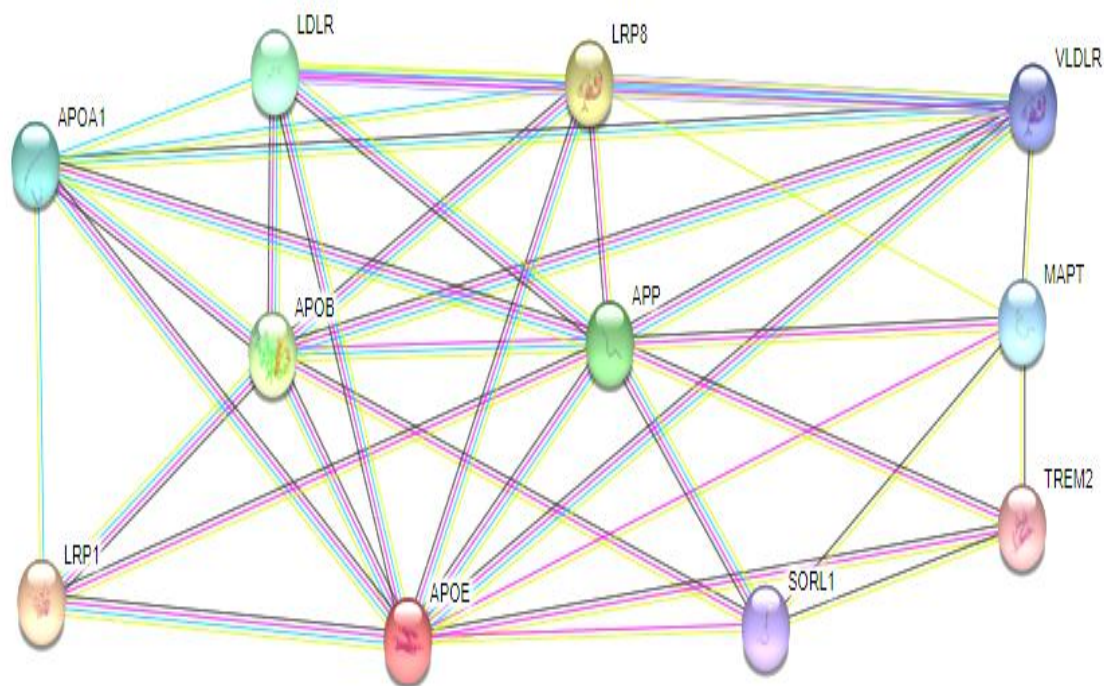 LDLR
LRP8
VLDLR
APOA1
MAPT
APOB
APP
TREM2
LRP1
APOE
SORL1